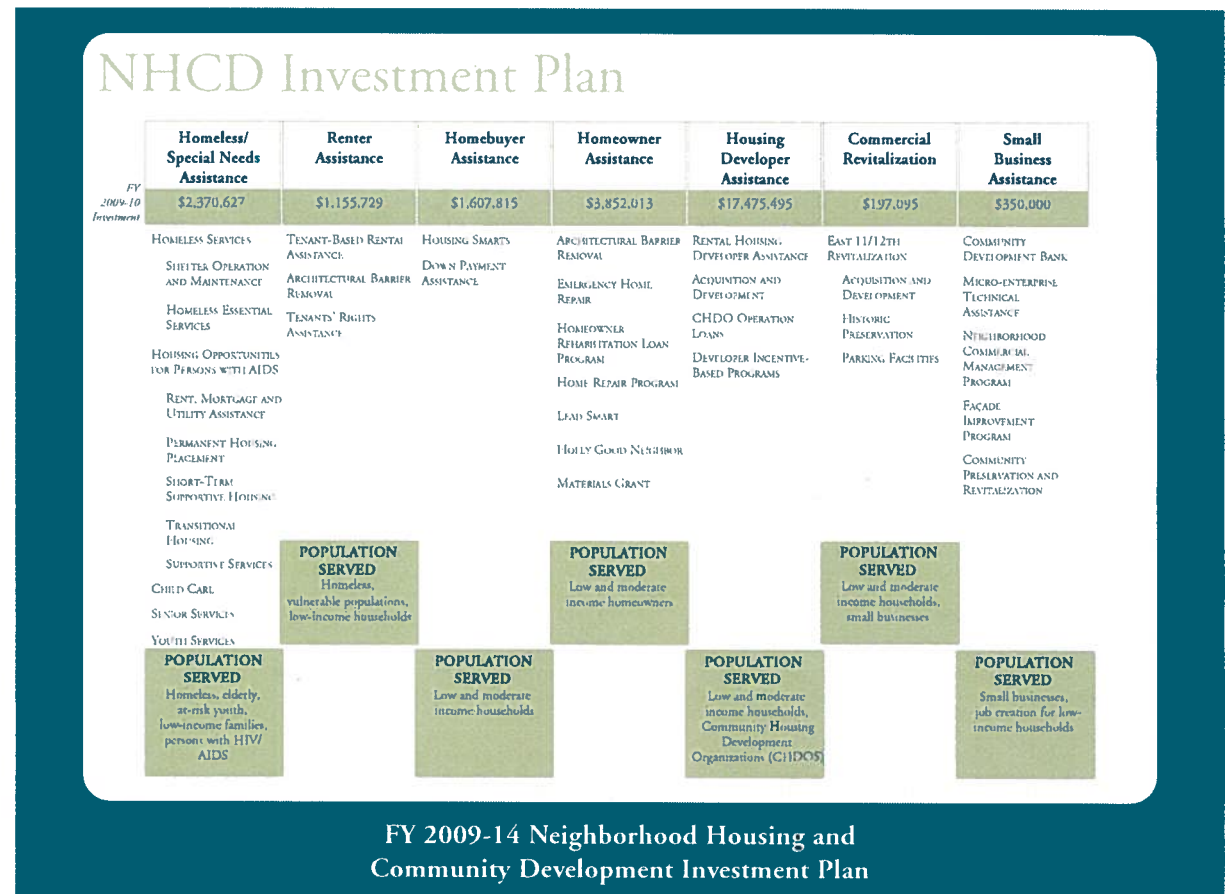 NHCD Investment Plan
Homeless/
Special Needs
Assistance
Renter
Assistance
Homebuyer
Assistance
Homeowner
Assistance
Housing
Developer
Assistance
Commercial
Revitalization
Small
Business
Assistance
FY
2009-10
Investment
$2,370,627
$1,155,729
$1,607,815
$3,852,013
$17,475,495
$197,095
$350,000
Homeless Services
Shelter Operation
and Maintenance
Homeless Essential
Services
Housing Opportunities
for Persons with AIDS
Rent, Mortgage and
Utility Assistance
Permanent Housing
Placement
Short-Term
Supportive Housing
Transitional
Housing
Supportive Services
Child Care
Senior Services
Youth Services
POPULATION
SERVED
Homeless, elderly,
at-risk youth,
low-income families,
persons with HIV/
AIDS
Tenant-Based Rental
Assistance
Architectural Barrier
Removal
Tenants' Rights
Assistance
POPULATION
SERVED
Homeless,
vulnerable populations,
low-income households
Housing Smarts
Down Payment
Assistance
POPULATION
SERVED
Low and moderate
income households
Architectural Barrier
Removal
Emergency Home
Repair
Homeowner
Rehabilitation Loan
Program
Home Repair Program
Lead Smart
Holly Good Neighbor
Materials Grant
POPULATION
SERVED
Low and moderate
income homeowners
Rental Housing
Developer Assistance
Acquisition and
Development
CHDO Operation
Loans
Developer Incentive-
Based Programs
POPULATION
SERVED
Low and moderate
income households,
Community Housing
Development
Organizations (CHDOS)
East 11/12th
Revitalization
Acquisition and
Development
Historic
Preservation
Parking Facilities
POPULATION
SERVED
Low and moderate
income households,
small businesses
Community
Development Bank
Micro-enterprise
Technical
Assistance
Neighborhood
Commercial
Management
Program
Façade
Improvement
Program
Community
Preservation and
Revitalization
POPULATION
SERVED
Small businesses,
job creation for low-
income households
FY 2009-14 Neighborhood Housing and
Community Development Investment Plan